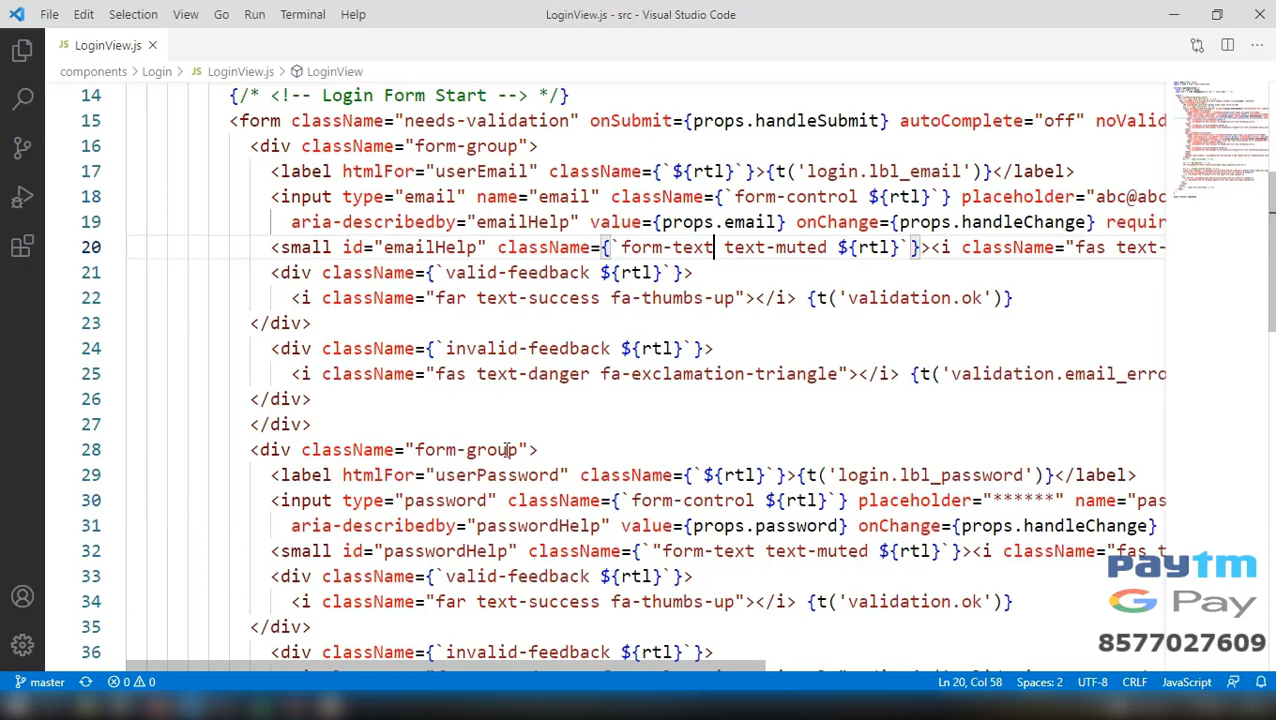 File Edit Selection View Go Run Terminal Help LoginView.js - src - Visual Studio Code
JS LoginView.js
components > Login > JS LoginView.js > LoginView
14 {/* <!-- Login Form Start --> */}
15 <form className="needs-validation" onSubmit={props.handleSubmit} autoComplete="off" noValid
16 <div className="form-group">
17 <label htmlFor="userEmail" className={`${rtl}`}>{t('login.lbl_email')}</label>
18 <input type="email" name="email" className={`form-control ${rtl}`} placeholder="abc@abc
19 aria-describedby="emailHelp" value={props.email} onChange={props.handleChange} requir
20 <small id="emailHelp" className={`form-text text-muted ${rtl}`}><i className="fas text-
21 <div className={`valid-feedback ${rtl}`}>
22 <i className="far text-success fa-thumbs-up"></i> {t('validation.ok')}
23 </div>
24 <div className={`invalid-feedback ${rtl}`}>
25 <i className="fas text-danger fa-exclamation-triangle"></i> {t('validation.email_erro
26 </div>
27 </div>
28 <div className="form-group">
29 <label htmlFor="userPassword" className={`${rtl}`}>{t('login.lbl_password')}</label>
30 <input type="password" className={`form-control ${rtl}`} placeholder="******" name="pas
31 aria-describedby="passwordHelp" value={props.password} onChange={props.handleChange}
32 <small id="passwordHelp" className={`"form-text text-muted ${rtl}`}><i className="fas t
33 <div className={`valid-feedback ${rtl}`}>
34 <i className="far text-success fa-thumbs-up"></i> {t('validation.ok')}
35 </div>
36 <div className={`invalid-feedback ${rtl}`}>
paytm
G Pay
8577027609
master 0 0 Ln 20, Col 58 Spaces: 2 UTF-8 CRLF JavaScript